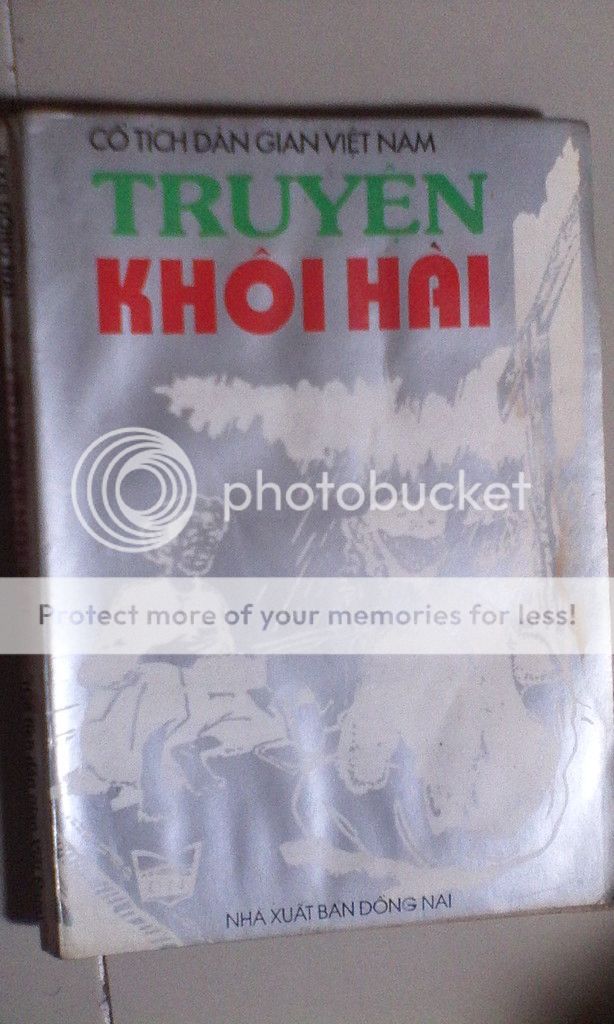 CỔ TÍCH DÂN GIAN VIỆT NAM
TRUYỆN
KHÔI HÀI
photobucket
Protect more of your memories for less!
NHÀ XUẤT BẢN ĐỒNG NAI